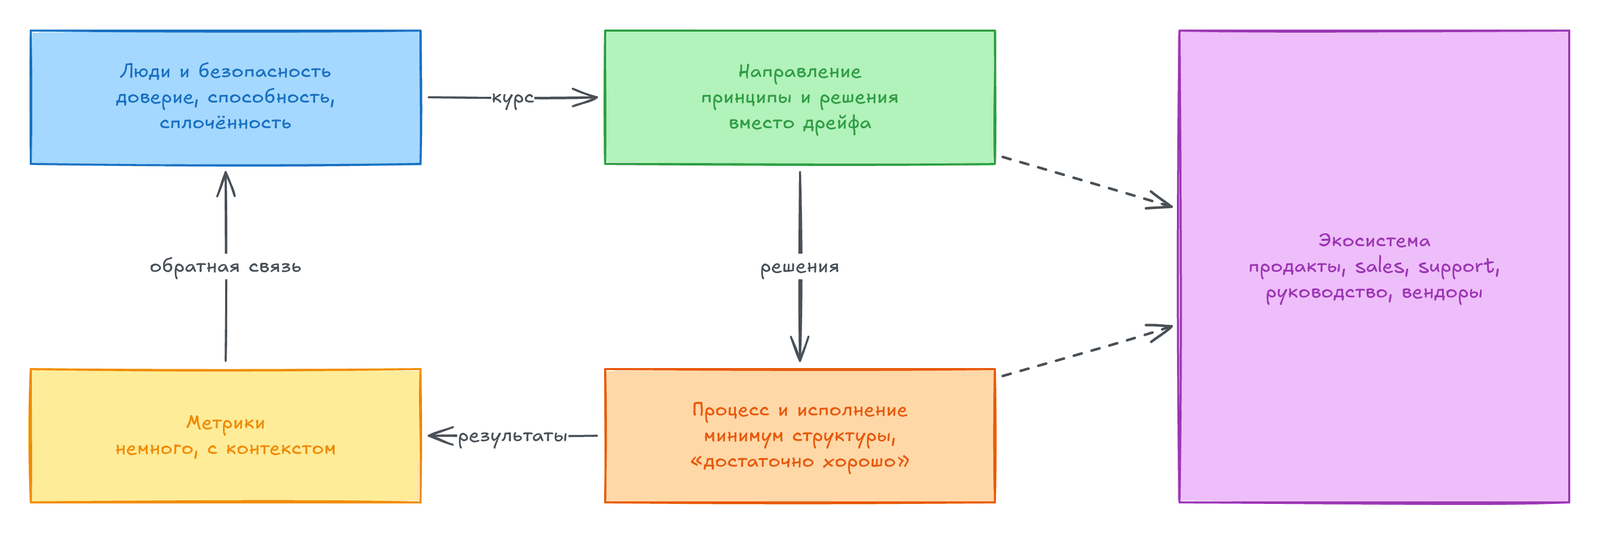 Люди и безопасность
доверие, способность,
сплочённость
курс
Направление
принципы и решения
вместо дрейфа
Экосистема
продакты, sales, support,
руководство, вендоры
обратная связь
решения
Метрики
немного, с контекстом
результаты
Процесс и исполнение
минимум структуры,
«достаточно хорошо»